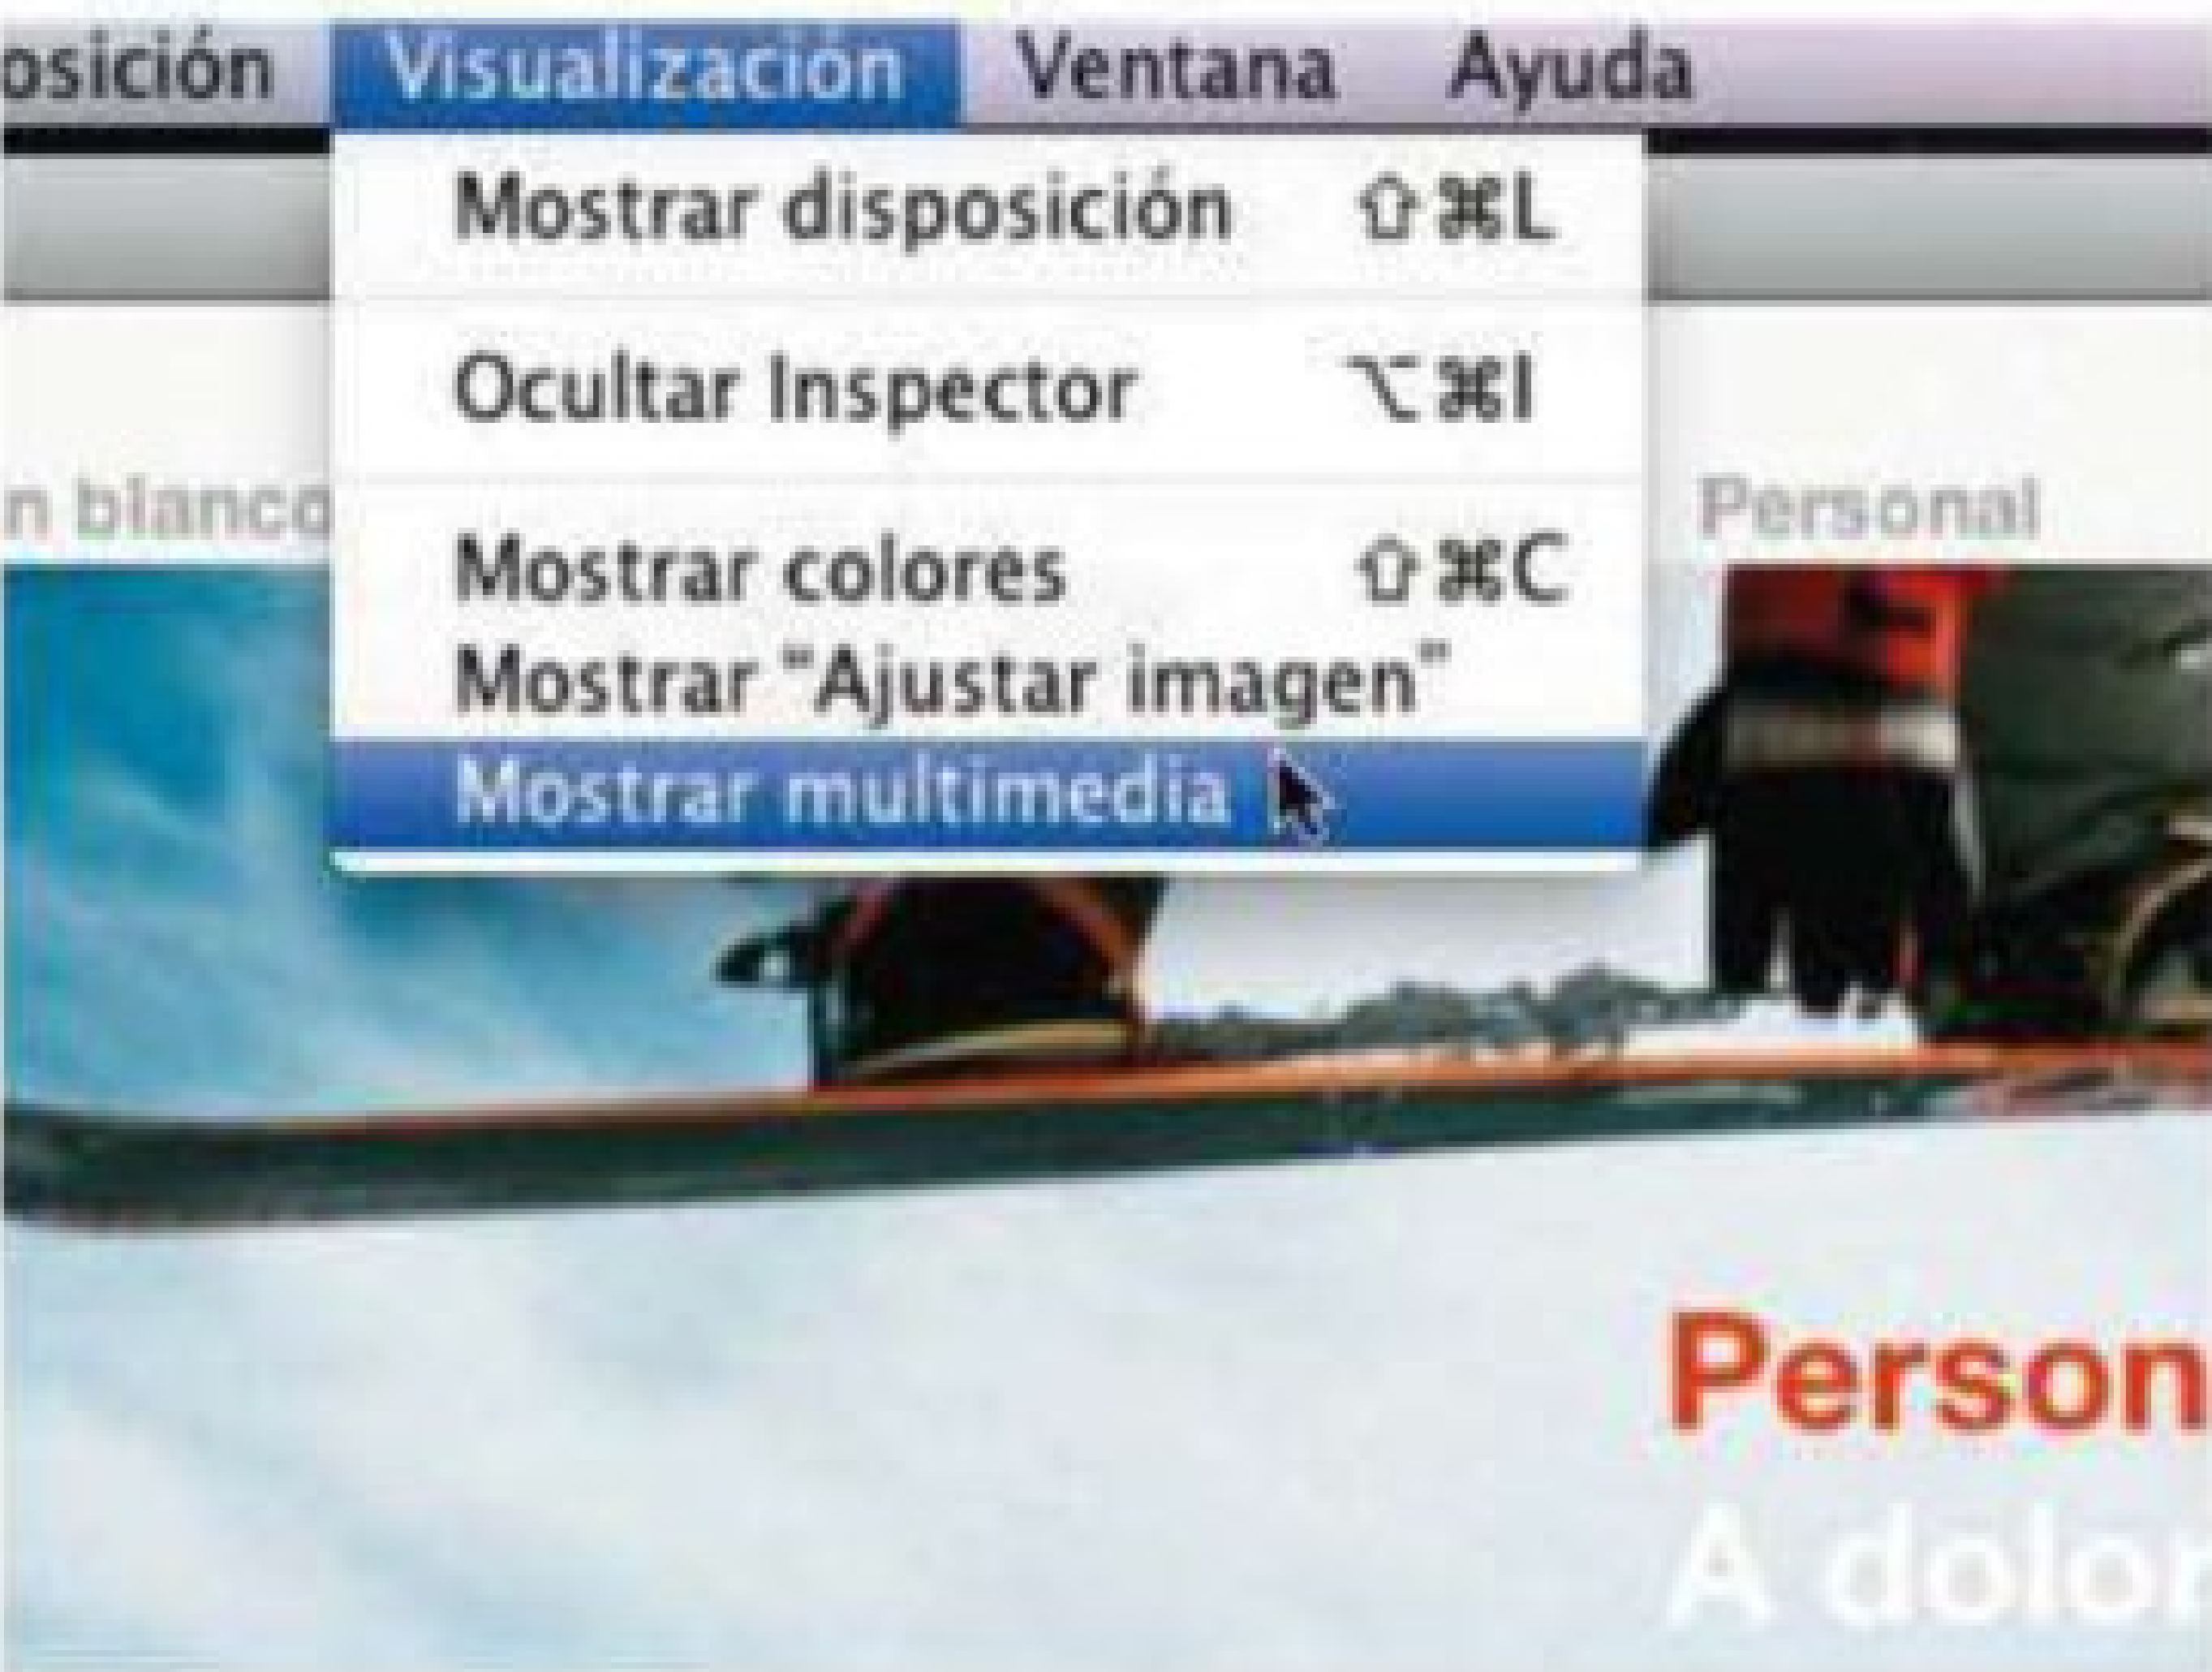 osición Visualización Ventana Ayuda
Mostrar disposición ⇧⌘L
Ocultar Inspector ⌥⌘I
n blanco Personal
Mostrar colores ⇧⌘C
Mostrar “Ajustar imagen”
Mostrar multimedia
Person
A dolor